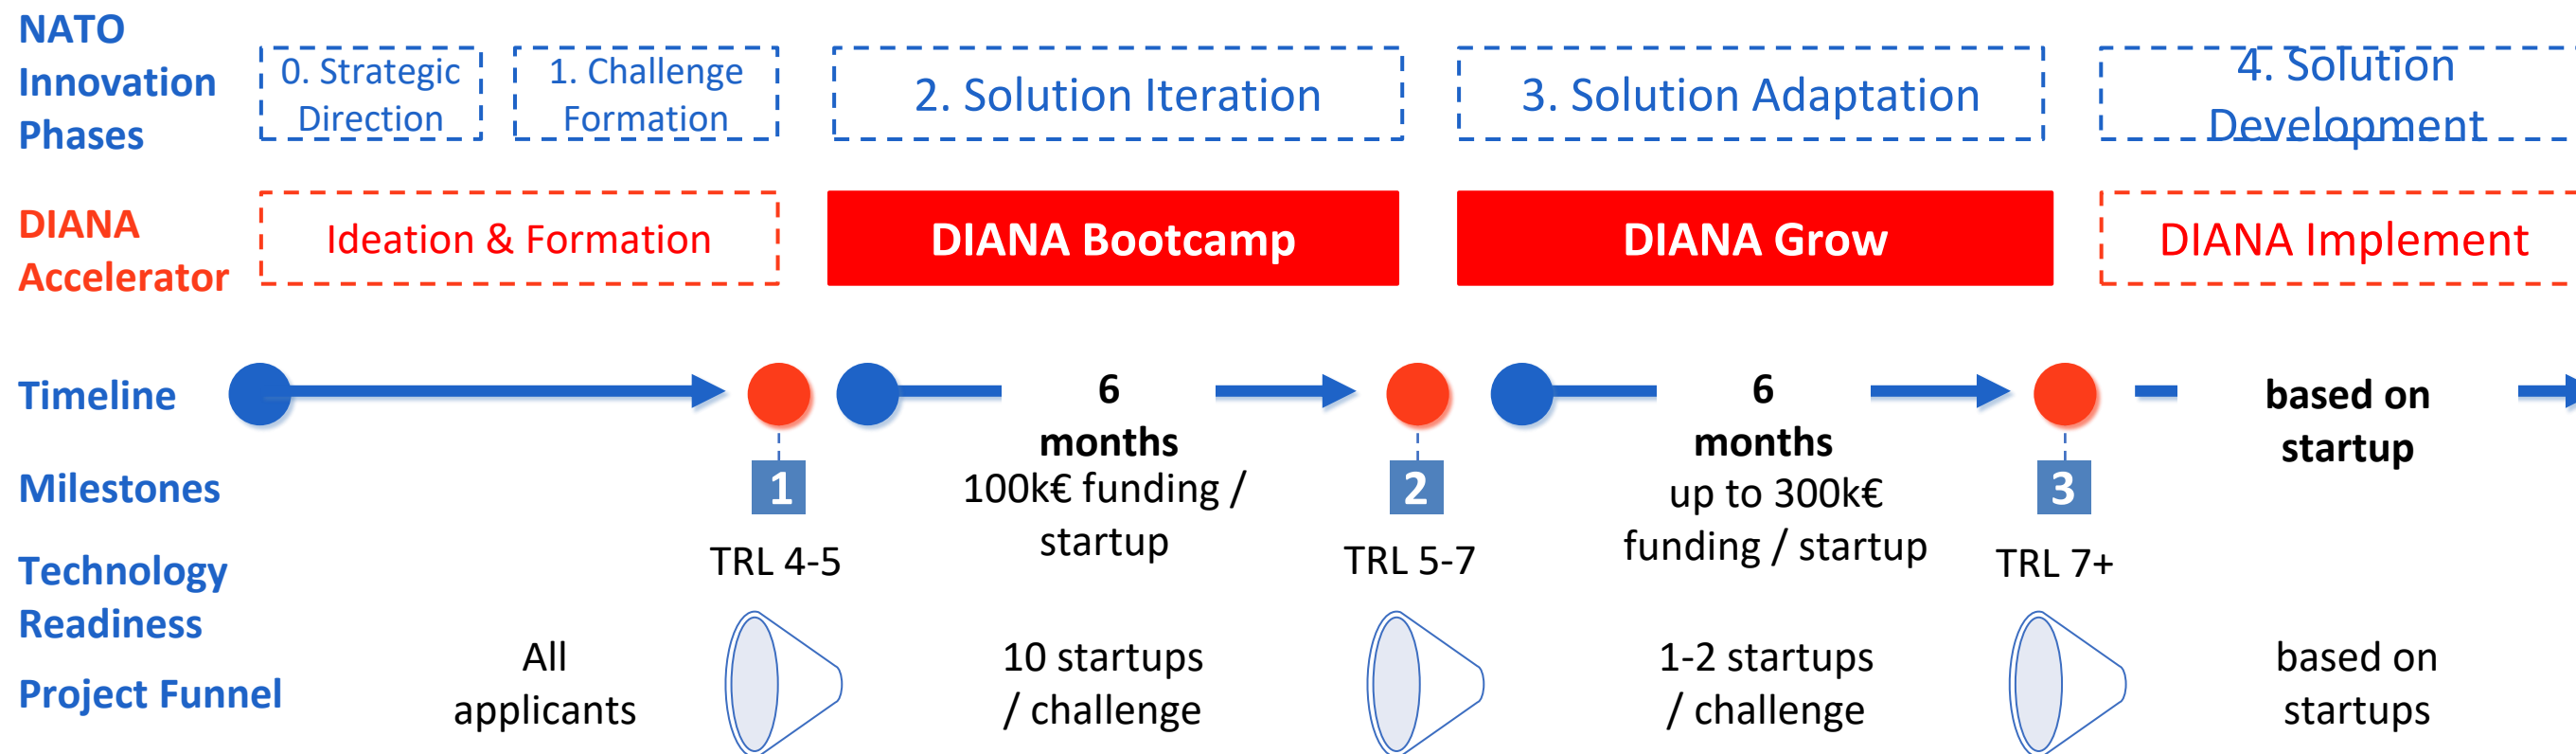 NATO
Innovation
Phases
0. Strategic
Direction
1. Challenge
Formation
2. Solution Iteration
3. Solution Adaptation
4. Solution
Development
DIANA
Accelerator
Ideation & Formation
DIANA Bootcamp
DIANA Grow
DIANA Implement
Timeline
6
months
6
months
based on
startup
Milestones
1
100k€ funding /
startup
2
up to 300k€
funding / startup
3
Technology
Readiness
TRL 4-5
TRL 5-7
TRL 7+
Project Funnel
All
applicants
10 startups
/ challenge
1-2 startups
/ challenge
based on
startups